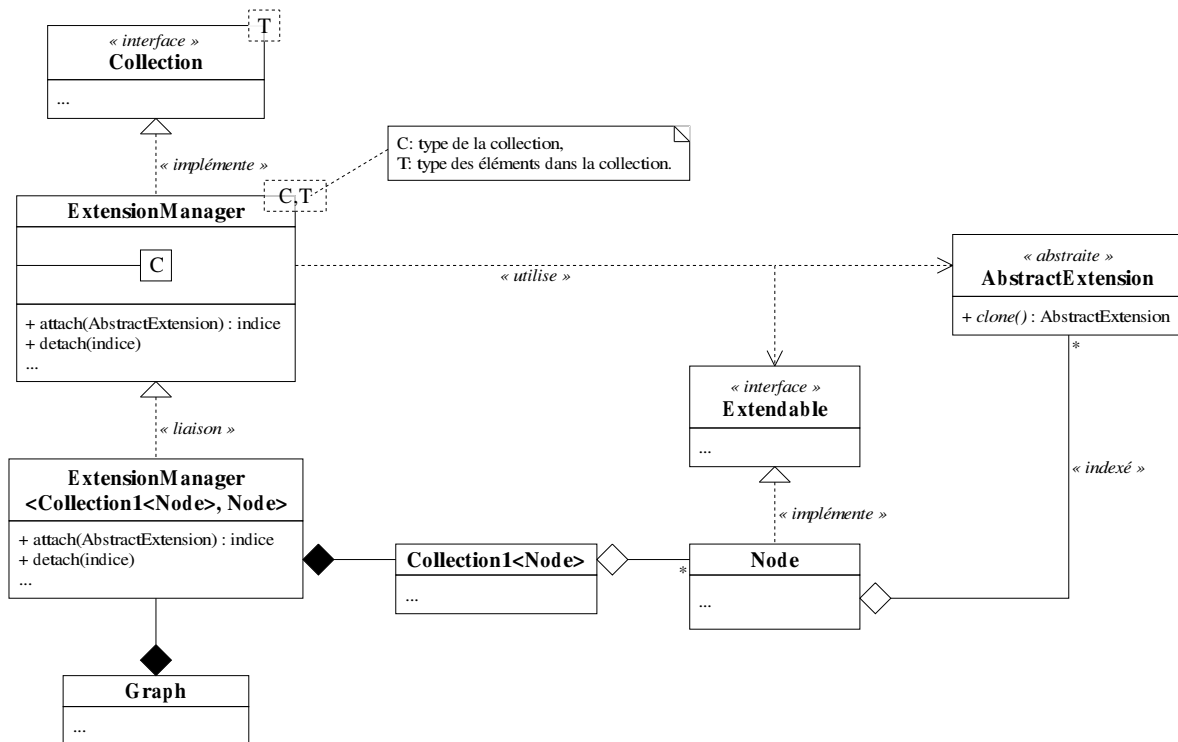 T
« interface »
Collection
...
« implémente »
C: type de la collection,
T: type des éléments dans la collection.
C,T
ExtensionManager
C
+ attach(AbstractExtension) : indice
+ detach(indice)
...
« utilise »
« abstraite »
AbstractExtension
+ clone() : AbstractExtension
*
« interface »
Extendable
...
« liaison »
« indexé »
ExtensionManager
<Collection1<Node>, Node>
+ attach(AbstractExtension) : indice
+ detach(indice)
...
« implémente »
Collection1<Node>
...
*
Node
...
Graph
...